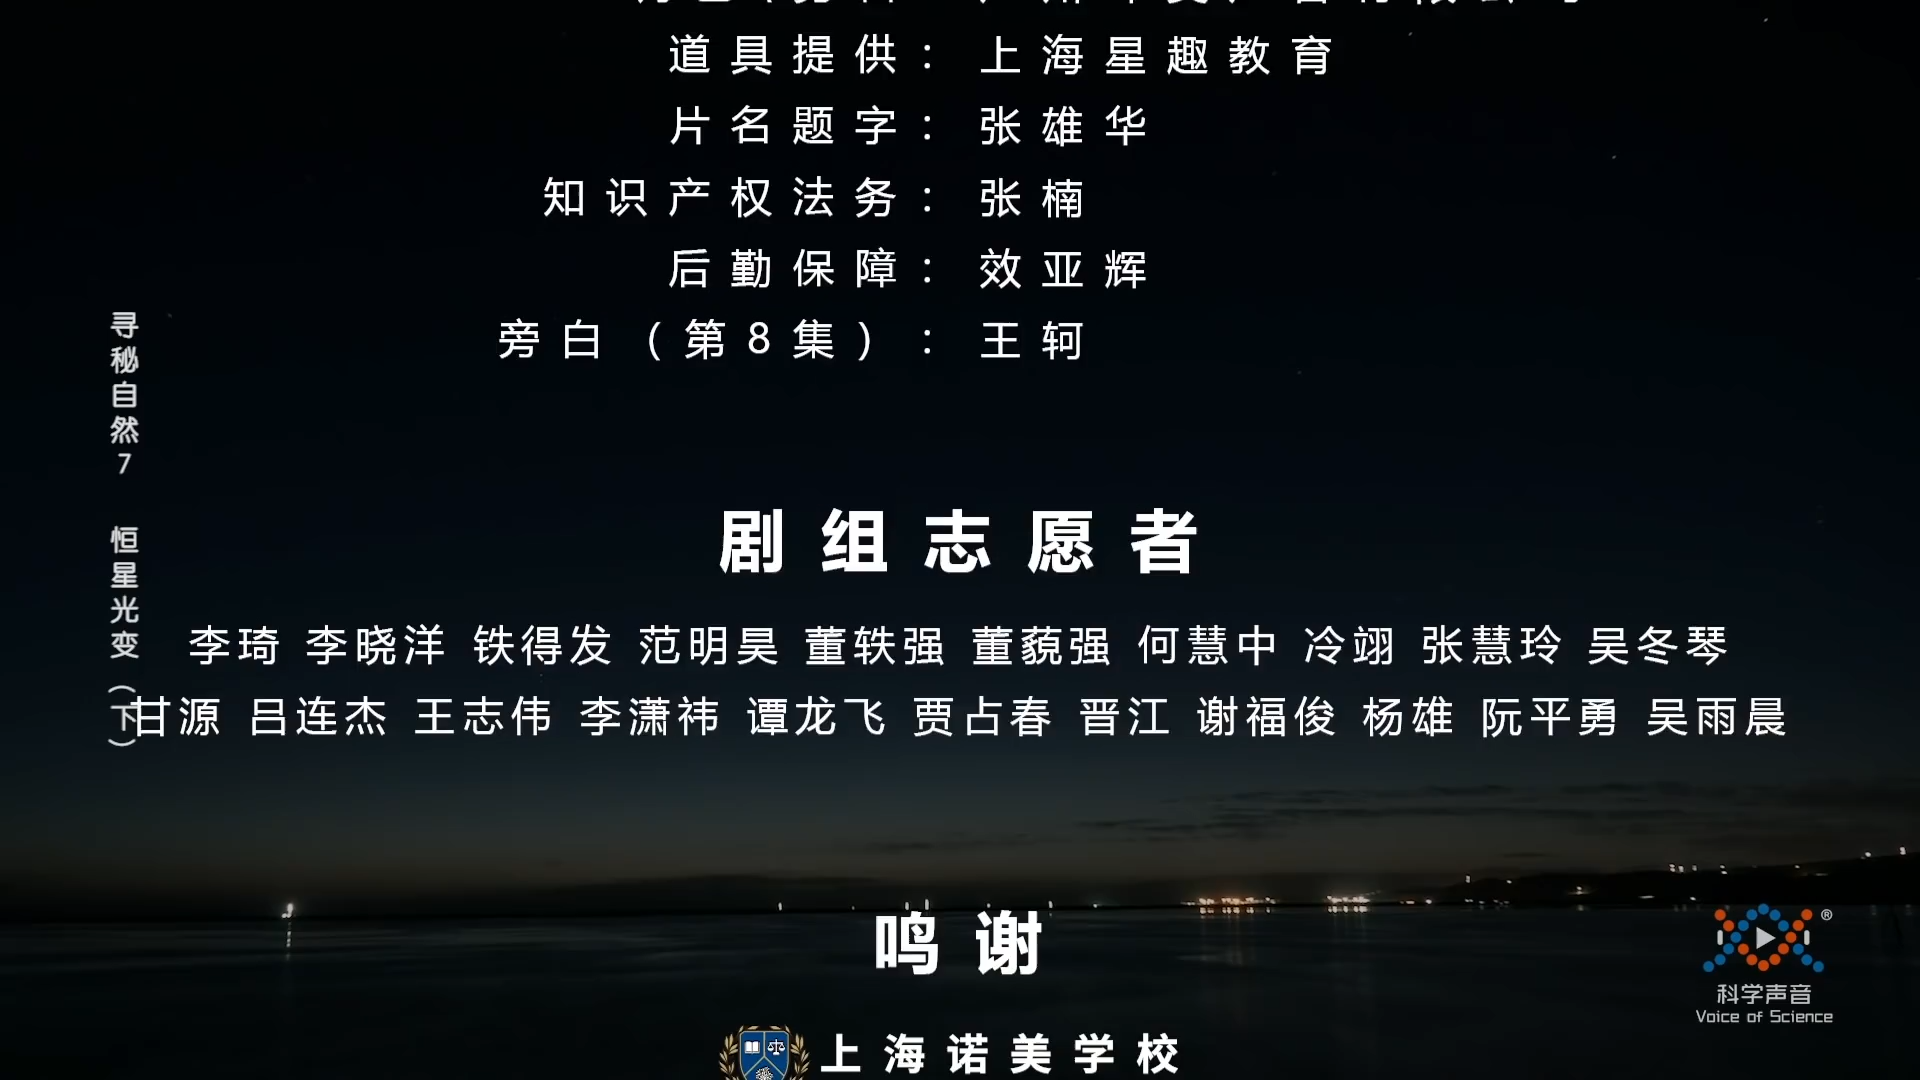 道具提供：上海星趣教育
片名题字：张雄华
知识产权法务：张楠
后勤保障：效亚辉
旁白（第8集）：王轲
寻秘自然7 恒星光变（下）
剧组志愿者
李琦 李晓洋 铁得发 范明昊 董轶强 董藐强 何慧中 冷翊 张慧玲 吴冬琴
甘源 吕连杰 王志伟 李潇祎 谭龙飞 贾占春 晋江 谢福俊 杨雄 阮平勇 吴雨晨
鸣谢
上海诺美学校
科学声音®
Voice of Science